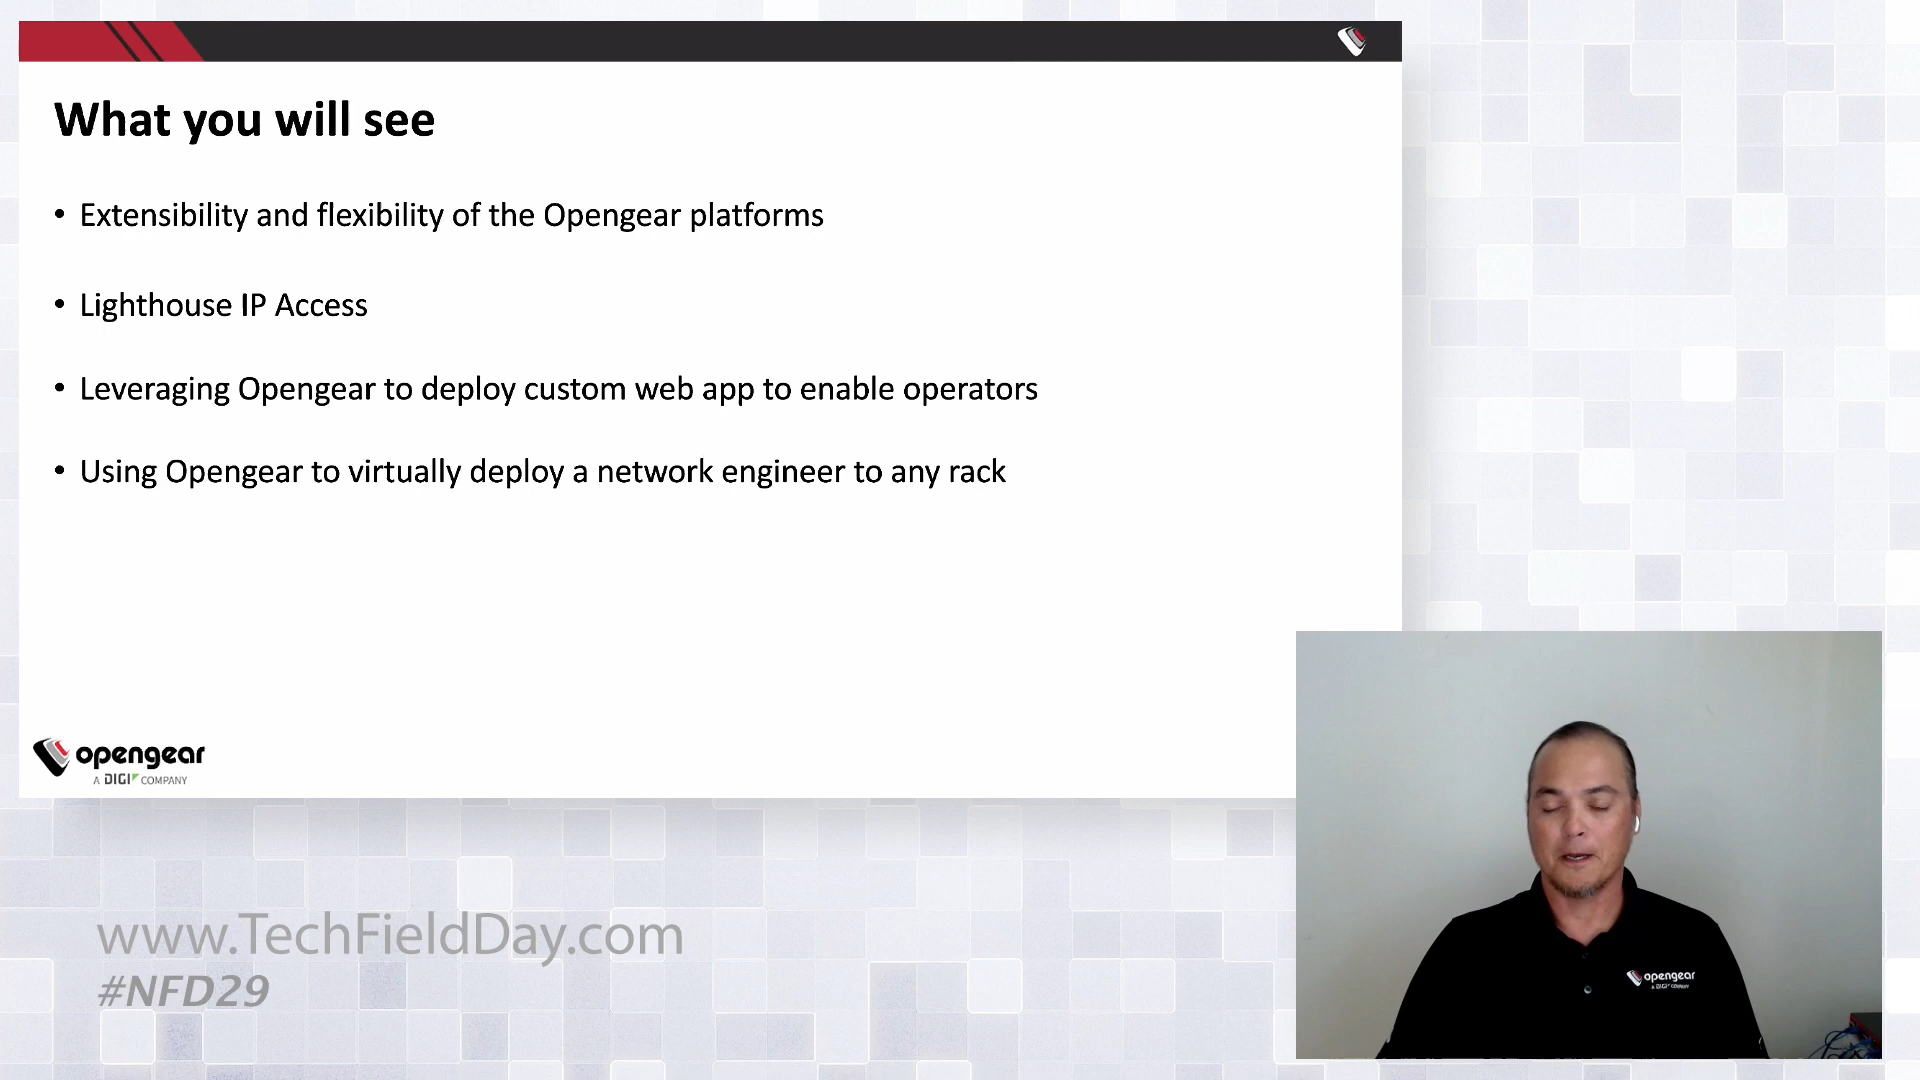 What you will see
• Extensibility and flexibility of the Opengear platforms
• Lighthouse IP Access
• Leveraging Opengear to deploy custom web app to enable operators
• Using Opengear to virtually deploy a network engineer to any rack
opengear
A DIGI COMPANY
www.TechFieldDay.com
#NFD29
opengear
A DIGI COMPANY